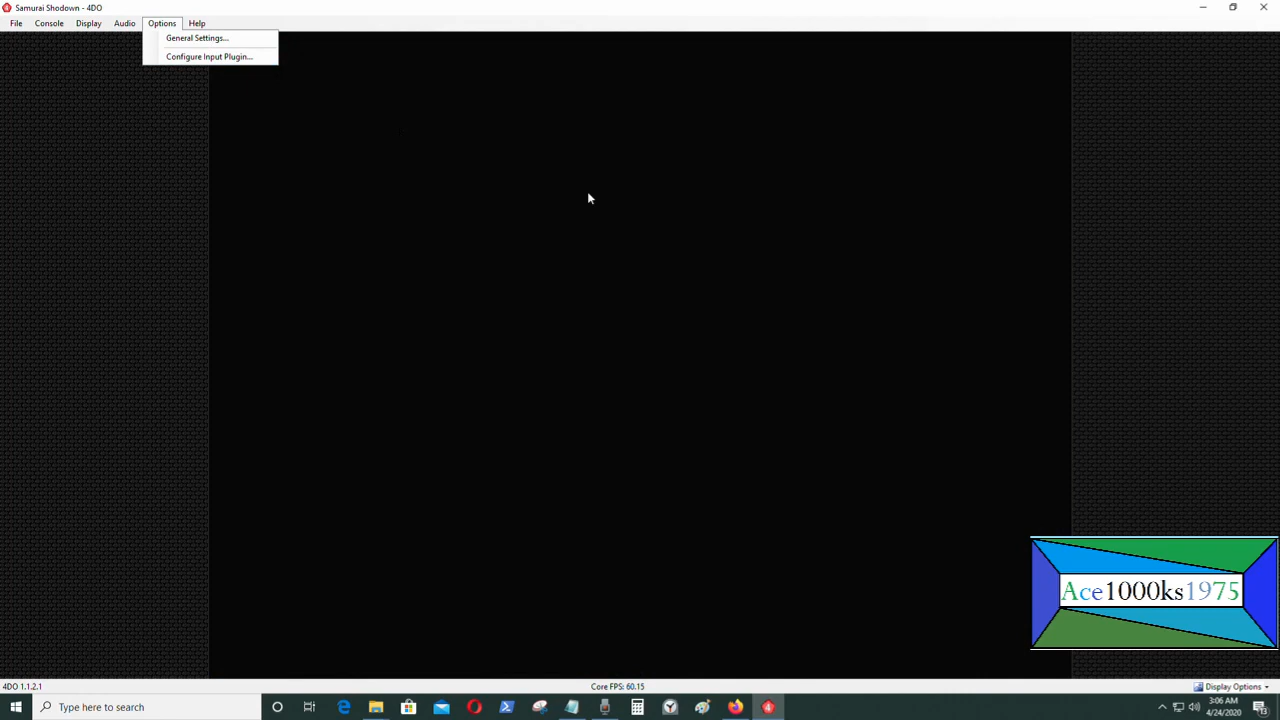 Samurai Shodown - 4DO
File Console Display Audio Options Help
General Settings...
Configure Input Plugin...
Ace1000ks1975
4DO 1.1.2.1 Core FPS: 60.15 Display Options
Type here to search
3:06 AM
4/24/2020
13